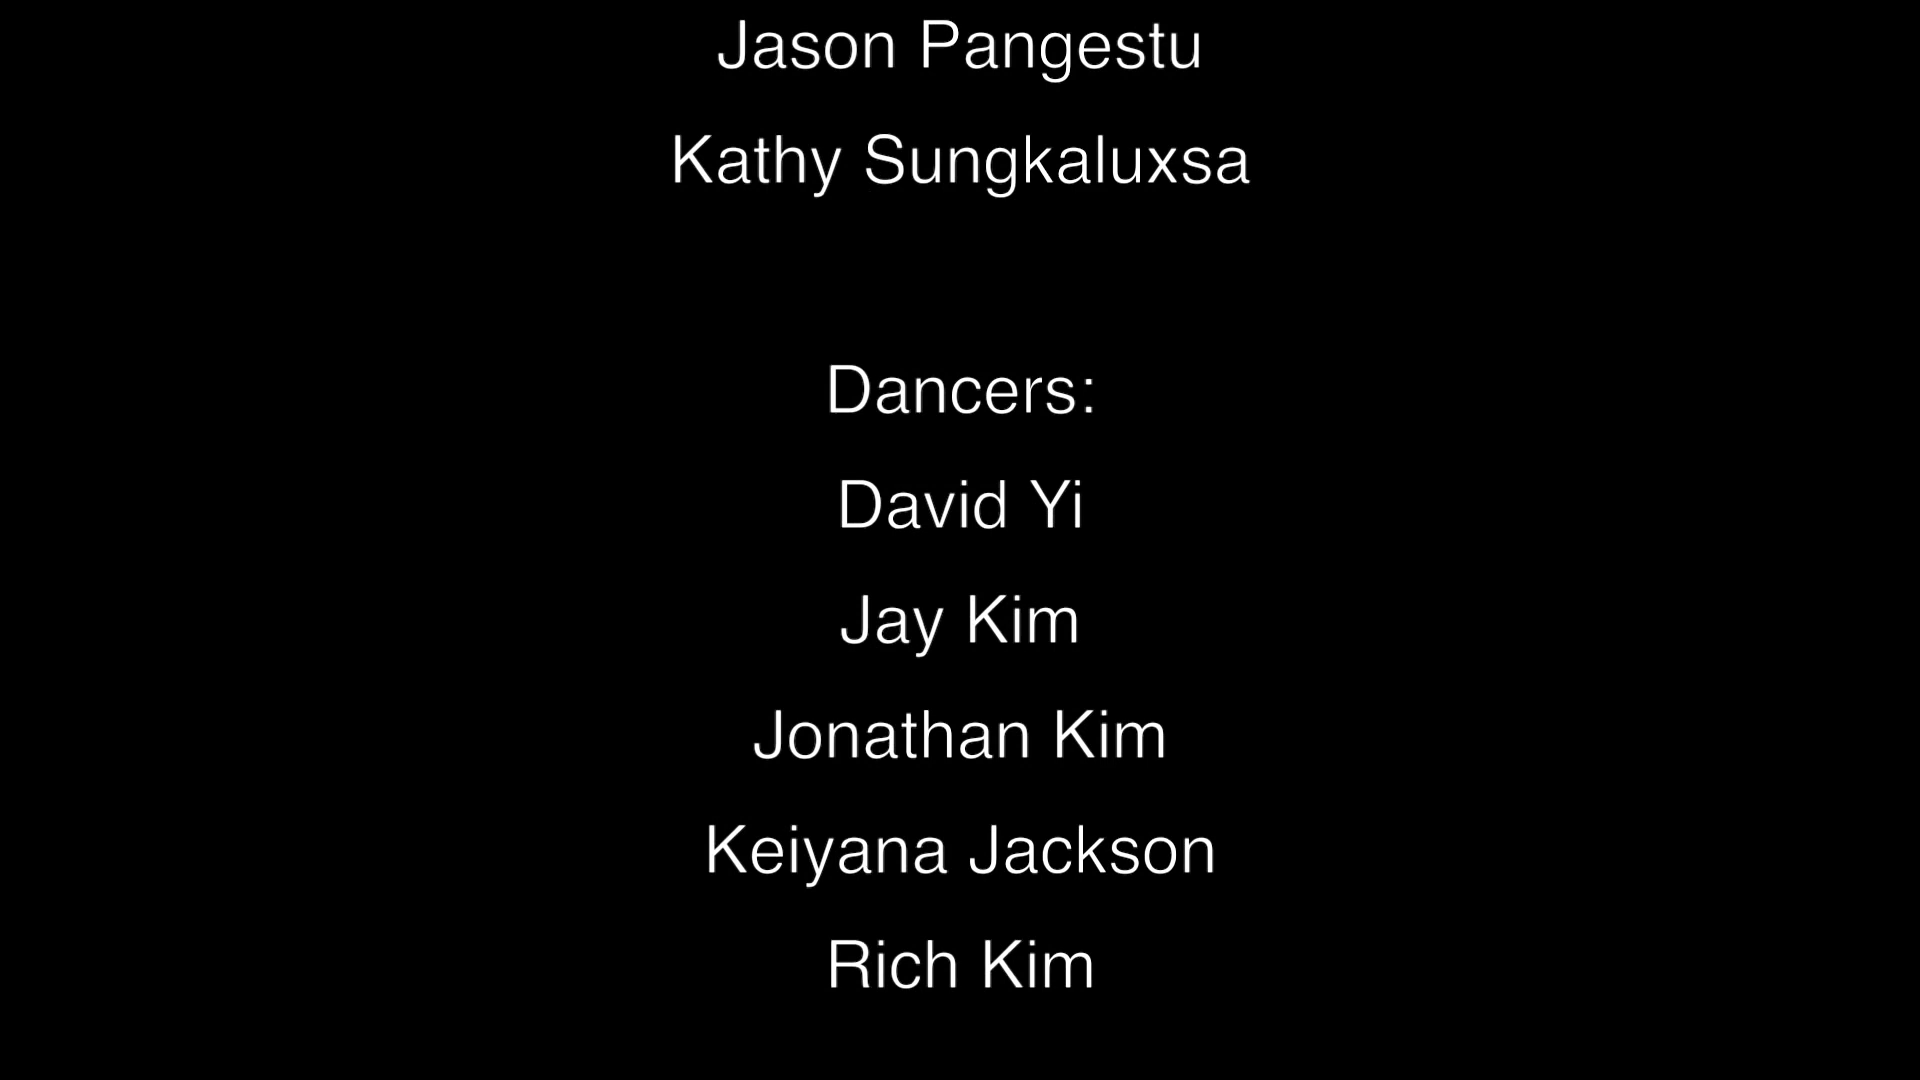 Jason Pangestu
Kathy Sungkaluxsa
Dancers:
David Yi
Jay Kim
Jonathan Kim
Keiyana Jackson
Rich Kim